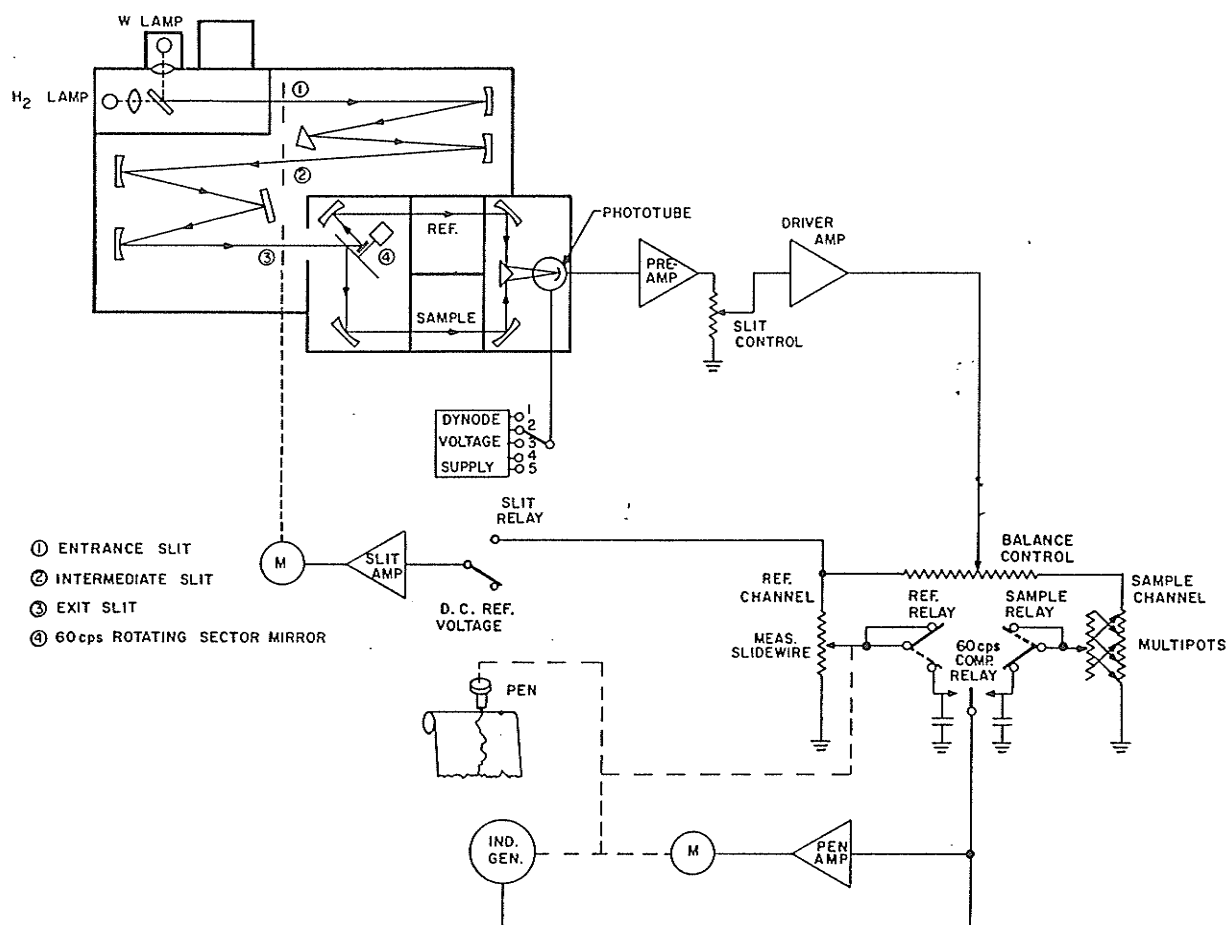 W LAMP
H2 LAMP
①
②
③
REF.
④
SAMPLE
PHOTOTUBE
PRE-
AMP
DRIVER
AMP
SLIT
CONTROL
DYNODE
VOLTAGE
SUPPLY
1
2
3
4
5
SLIT
RELAY
① ENTRANCE SLIT
② INTERMEDIATE SLIT
③ EXIT SLIT
④ 60cps ROTATING SECTOR MIRROR
M
SLIT
AMP
D.C. REF.
VOLTAGE
BALANCE
CONTROL
REF.
CHANNEL
REF.
RELAY
SAMPLE
RELAY
SAMPLE
CHANNEL
MEAS.
SLIDEWIRE
60cps
COMP.
RELAY
MULTIPOTS
PEN
IND.
GEN.
M
PEN
AMP